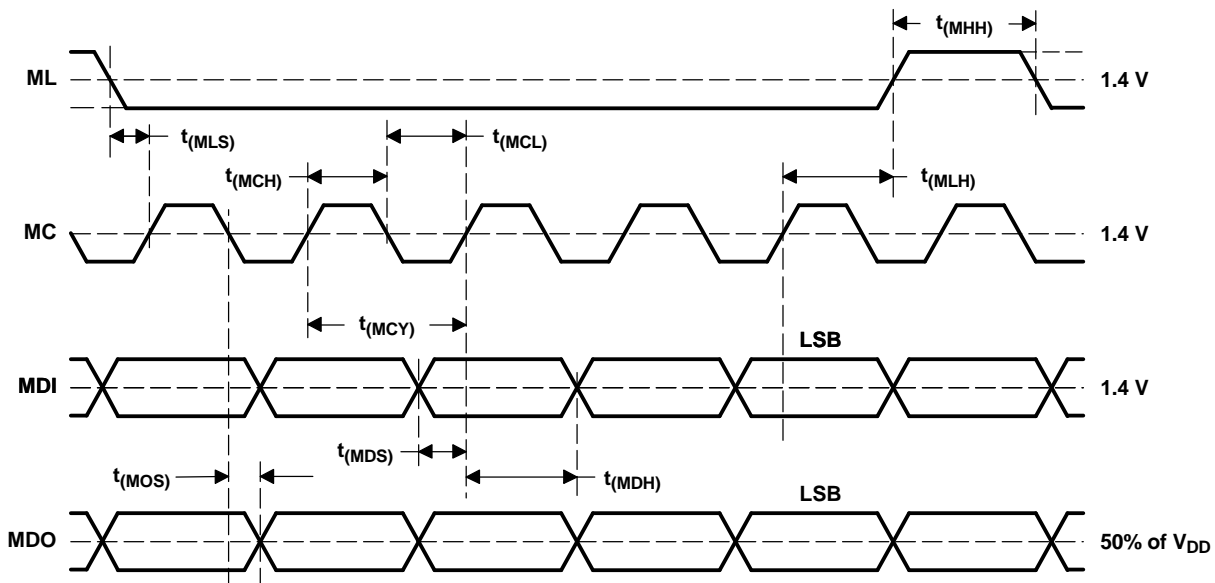 t(MHH)
ML
1.4 V
t(MLS)
t(MCL)
t(MCH)
t(MLH)
MC
1.4 V
t(MCY)
LSB
MDI
1.4 V
t(MDS)
t(MOS)
t(MDH)
LSB
MDO
50% of VDD